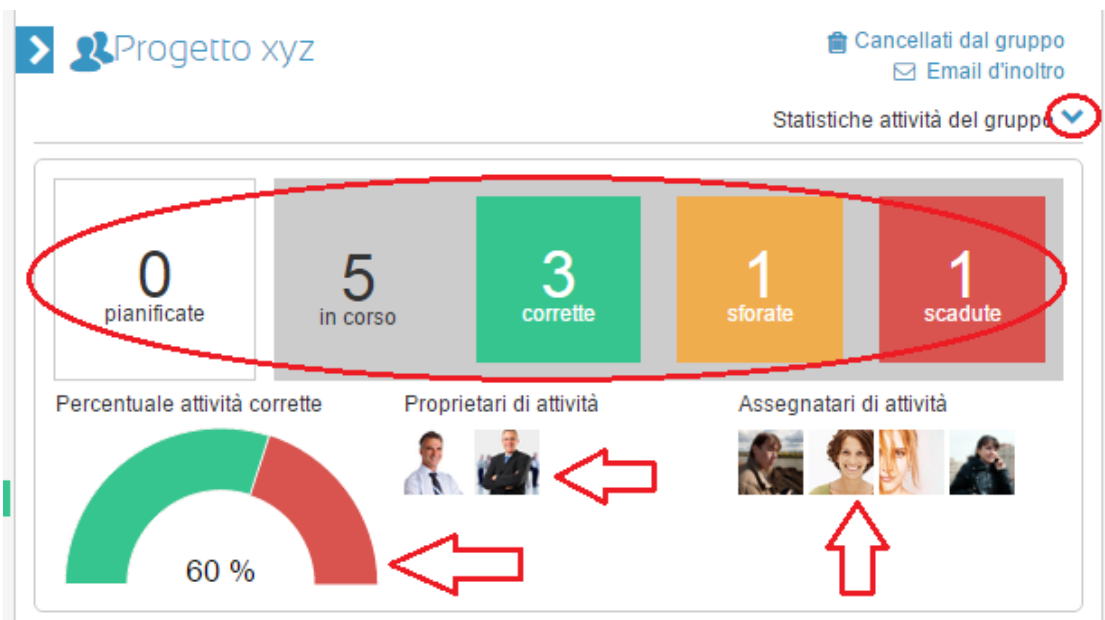 Progetto xyz
Cancellati dal gruppo
Email d'inoltro
Statistiche attività del gruppo
0
pianificate
5
in corso
3
corrette
1
sforate
1
scadute
Percentuale attività corrette
Proprietari di attività
Assegnatari di attività
60 %